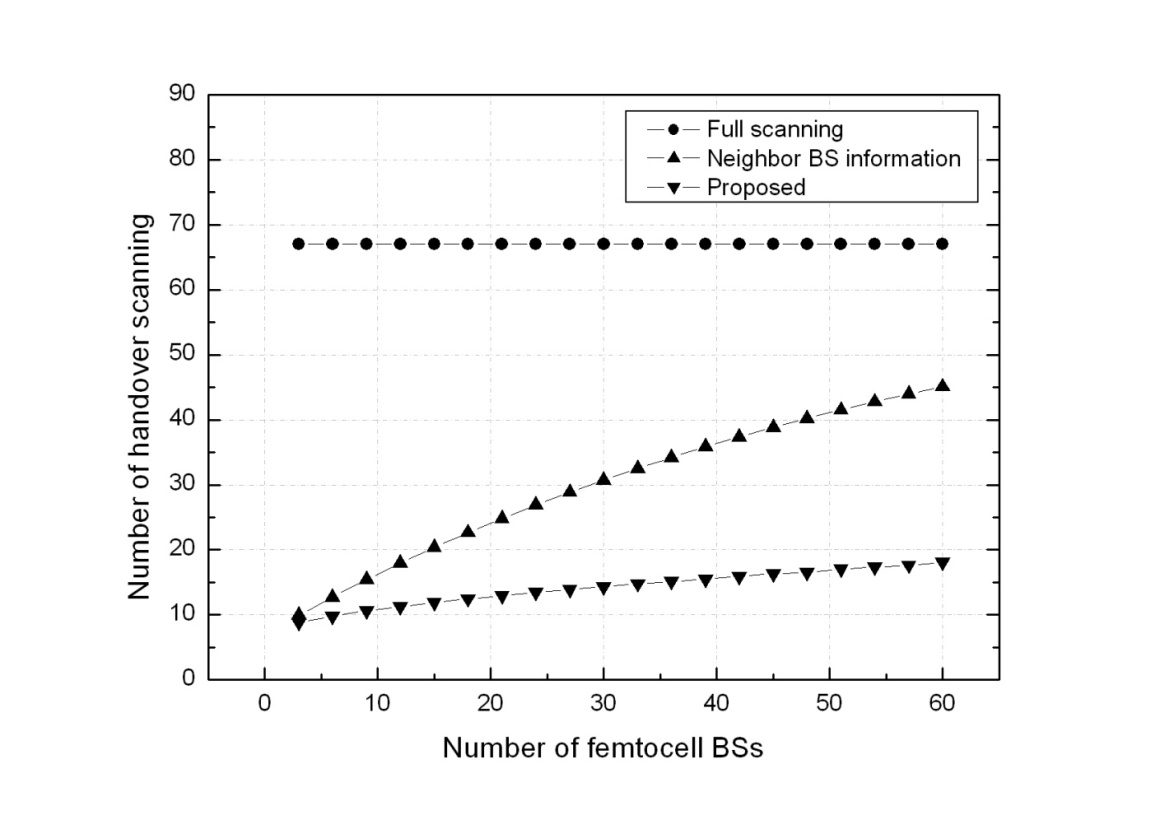 90
80
70
60
50
40
30
20
10
0
Number of handover scanning
Full scanning
Neighbor BS information
Proposed
0 10 20 30 40 50 60
Number of femtocell BSs